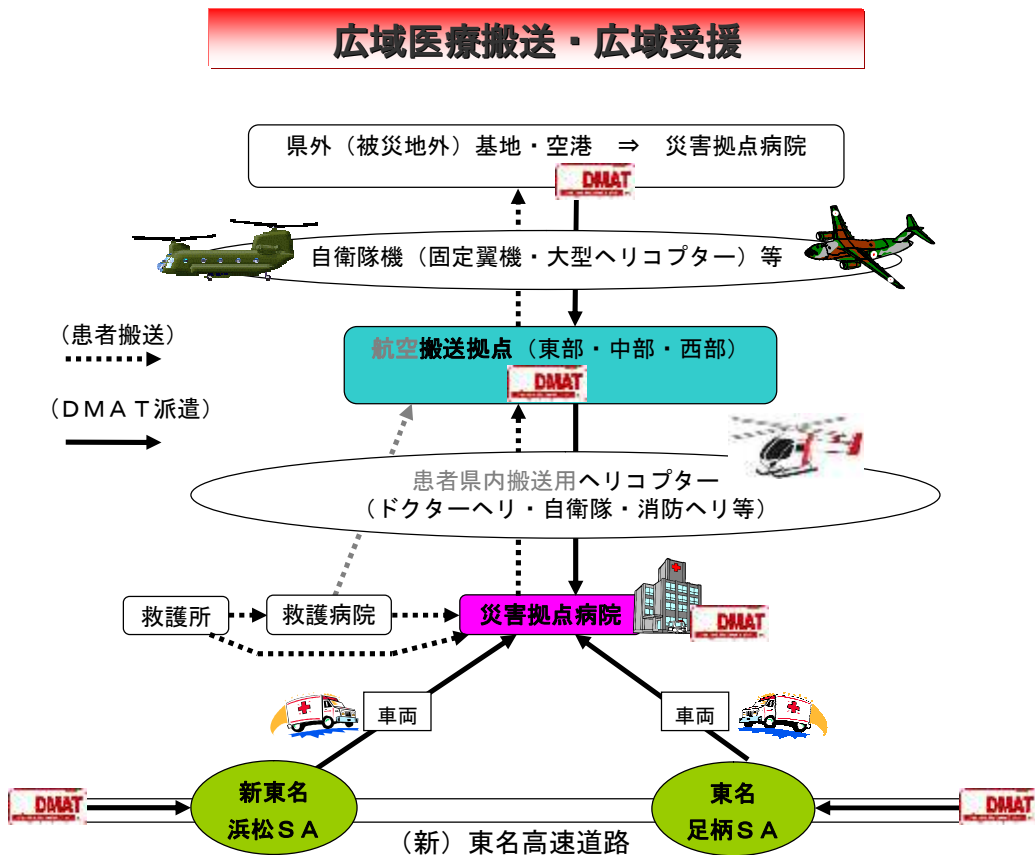 広域医療搬送・広域受援
県外（被災地外）基地・空港　⇒　災害拠点病院
DMAT
自衛隊機（固定翼機・大型ヘリコプター）等
（患者搬送）
航空搬送拠点（東部・中部・西部）
DMAT
（ＤＭＡＴ派遣）
患者県内搬送用ヘリコプター
（ドクターヘリ・自衛隊・消防ヘリ等）
救護所
救護病院
災害拠点病院
DMAT
車両
車両
DMAT
新東名
浜松ＳＡ
東名
足柄ＳＡ
DMAT
（新）東名高速道路